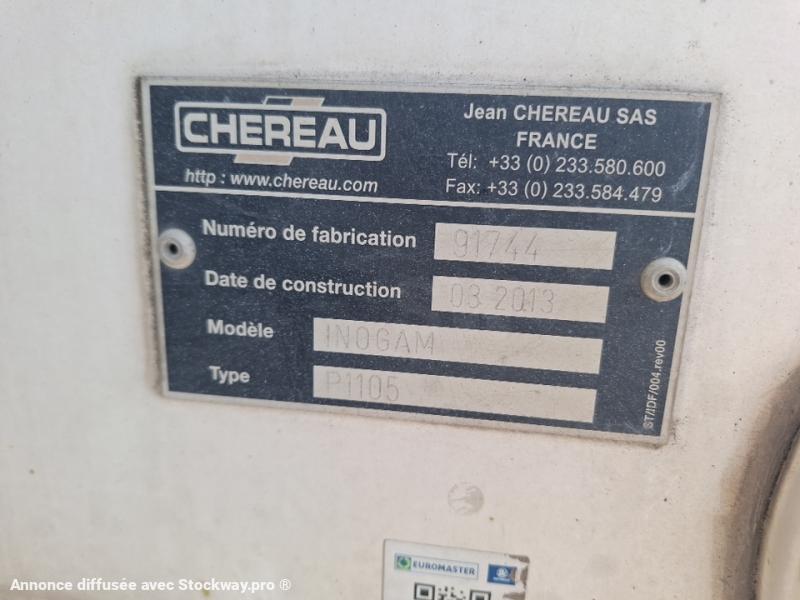 CHEREAU
http : www.chereau.com
Jean CHEREAU SAS
FRANCE
Tél: +33 (0) 233.580.600
Fax: +33 (0) 233.584.479
Numéro de fabrication 91744
Date de construction 03 2013
Modèle INOGAM
Type P1105
ST/IDF/004.rev00
EUROMASTER
Annonce diffusée avec Stockway.pro ®